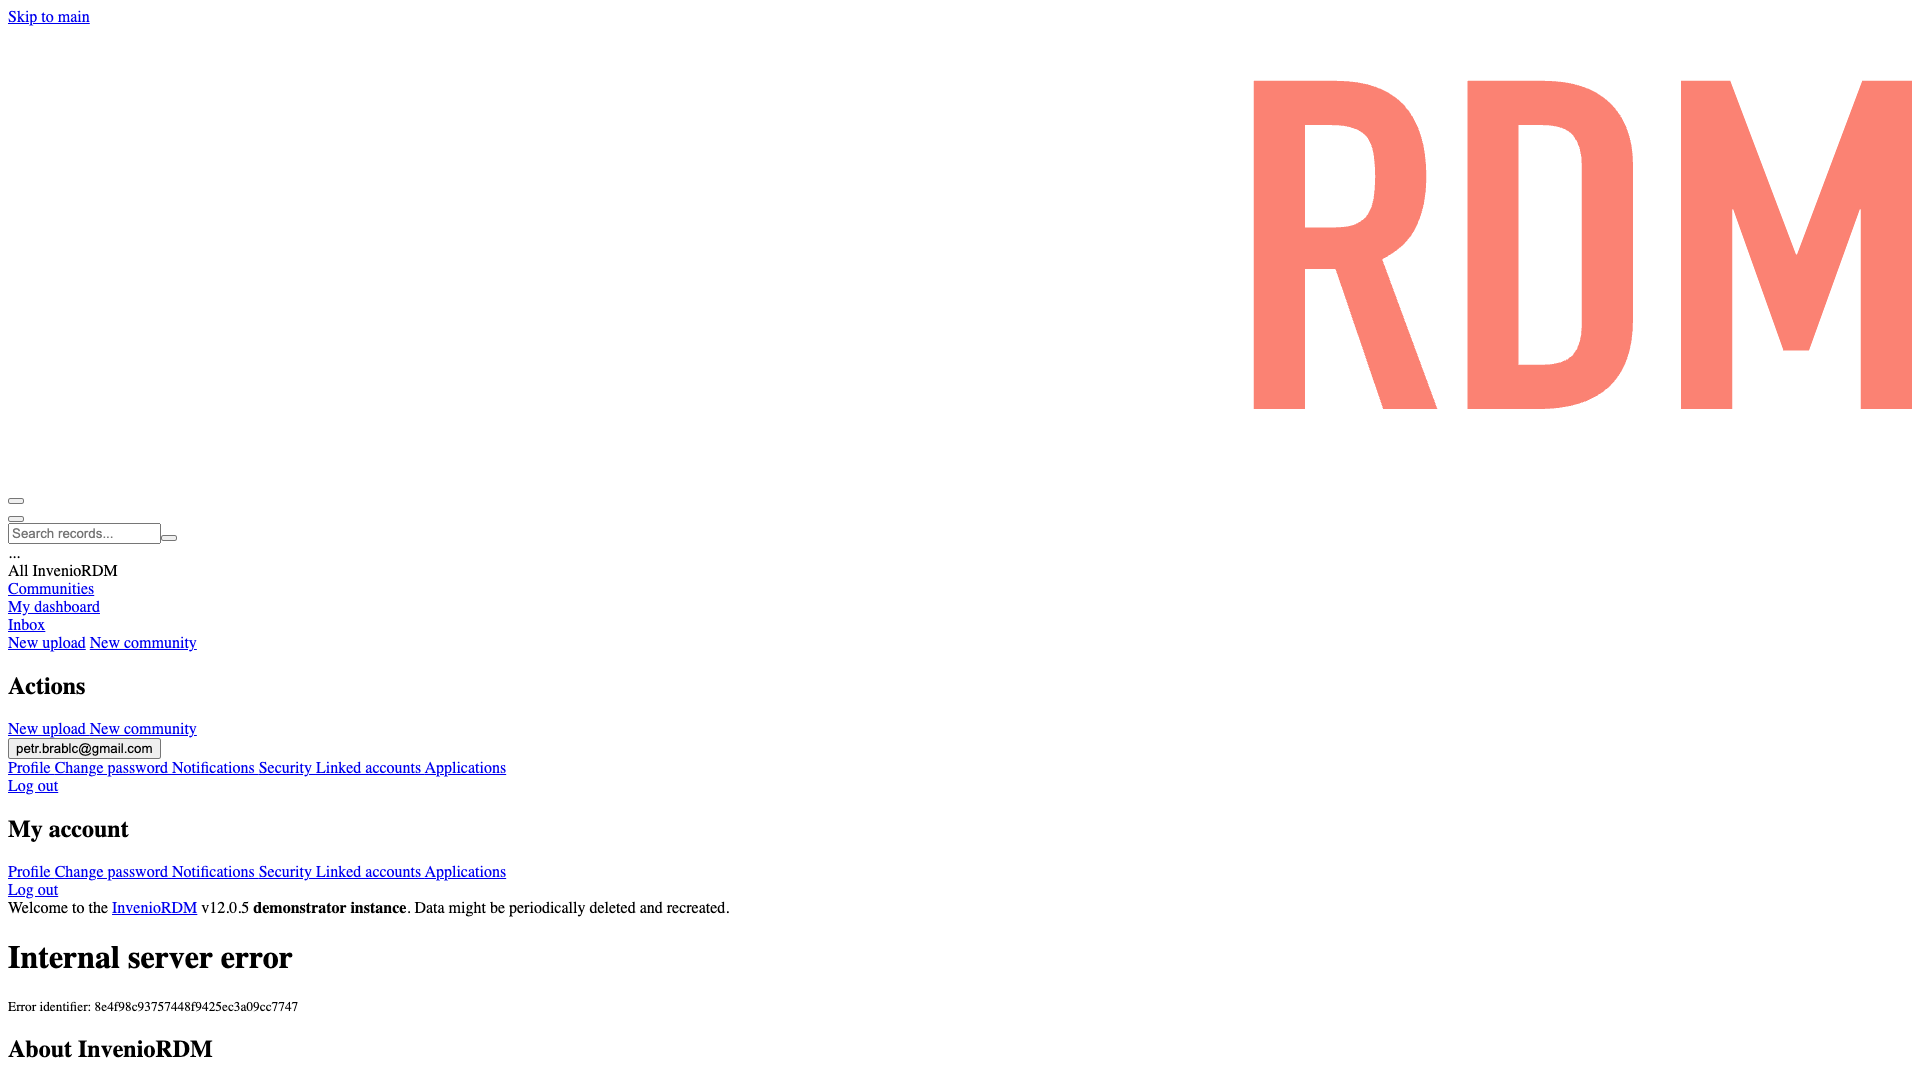 Skip to main
RDM
Search records...
...
All InvenioRDM
Communities
My dashboard
Inbox
New upload New community
Actions
New upload New community
petr.brablc@gmail.com
Profile Change password Notifications Security Linked accounts Applications
Log out
My account
Profile Change password Notifications Security Linked accounts Applications
Log out
Welcome to the InvenioRDM v12.0.5 demonstrator instance. Data might be periodically deleted and recreated.
Internal server error
Error identifier: 8e4f98c93757448f9425ec3a09cc7747
About InvenioRDM